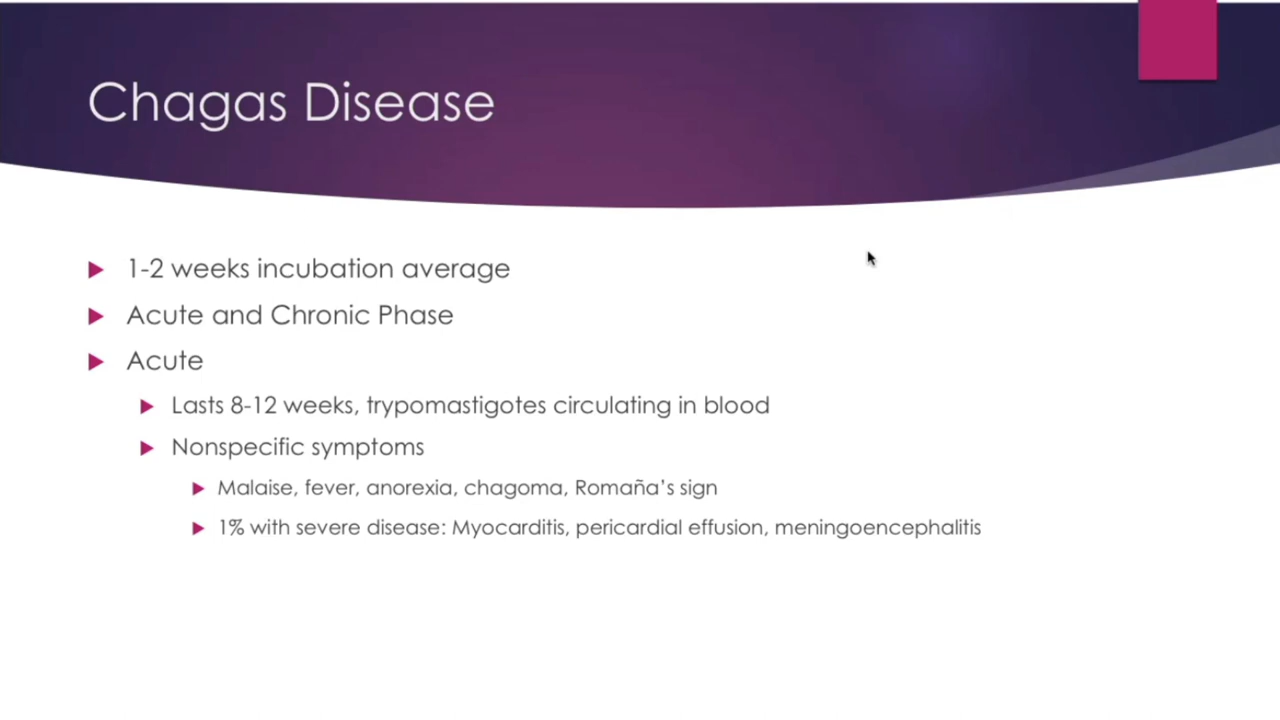 Chagas Disease
1-2 weeks incubation average
Acute and Chronic Phase
Acute
Lasts 8-12 weeks, trypomastigotes circulating in blood
Nonspecific symptoms
Malaise, fever, anorexia, chagoma, Romaña's sign
1% with severe disease: Myocarditis, pericardial effusion, meningoencephalitis